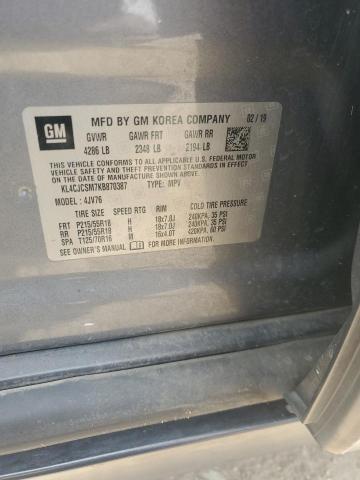 GM
MFD BY GM KOREA COMPANY 02 / 19
GVWR GAWR FRT GAWR RR
4286 LB 2348 LB 2194 LB
THIS VEHICLE CONFORMS TO ALL APPLICABLE U.S. FEDERAL MOTOR
VEHICLE SAFETY, BUMPER, AND THEFT PREVENTION STANDARDS IN EFFECT
ON THE DATE OF MANUFACTURE SHOWN ABOVE.
KL4CJCSM7KB870387 TYPE: MPV
MODEL: 4JV76
TIRE SIZE SPEED RTG RIM COLD TIRE PRESSURE
FRT P215/55R18 H 18x7.0J 240KPA, 35 PSI
RR P215/55R18 H 18x7.0J 240KPA, 35 PSI
SPA T125/70R16 M 16x4.0T 420KPA, 60 PSI
SEE OWNER'S MANUAL FOR ADDITIONAL INFORMATION.